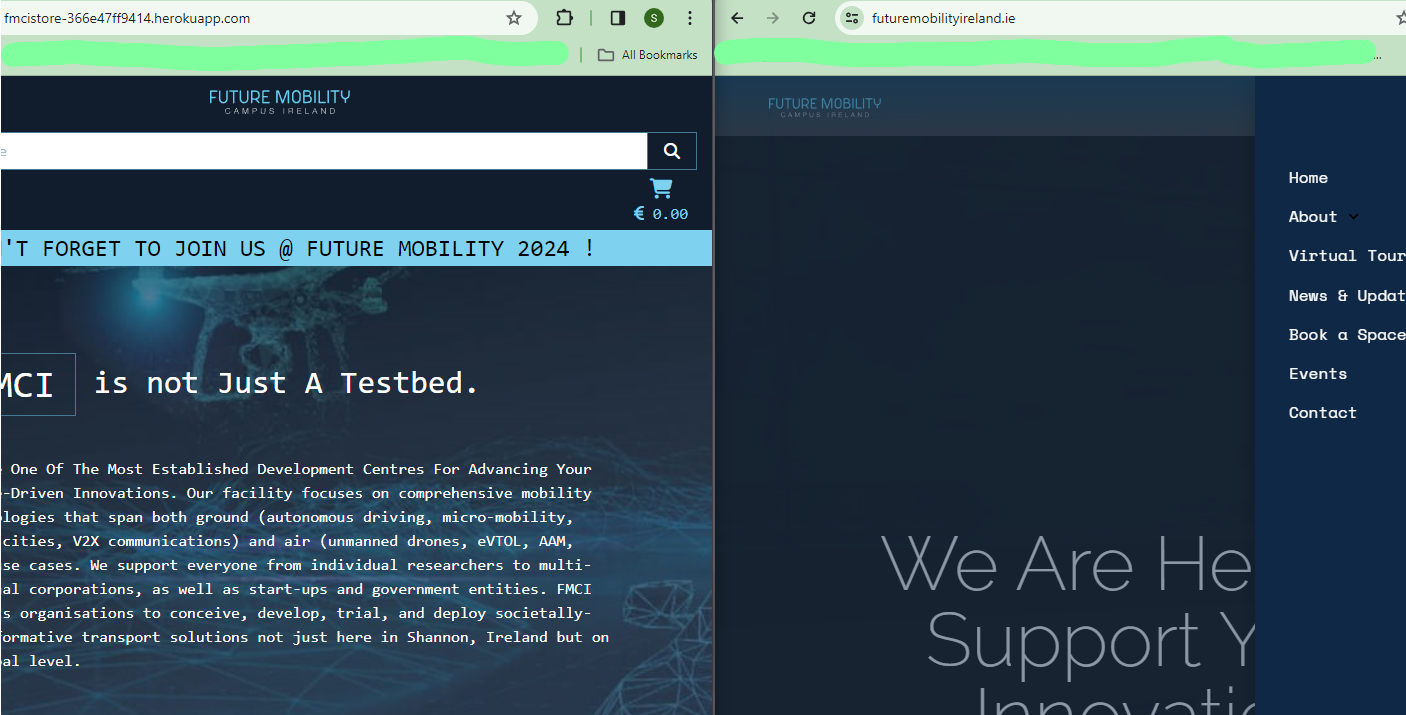 fmcistore-366e47ff9414.herokuapp.com
S
All Bookmarks
FUTURE MOBILITY
CAMPUS IRELAND
€ 0.00
'T FORGET TO JOIN US @ FUTURE MOBILITY 2024 !
MCI is not Just A Testbed.
One Of The Most Established Development Centres For Advancing Your
-Driven Innovations. Our facility focuses on comprehensive mobility
ologies that span both ground (autonomous driving, micro-mobility,
cities, V2X communications) and air (unmanned drones, eVTOL, AAM,
se cases. We support everyone from individual researchers to multi-
al corporations, as well as start-ups and government entities. FMCI
s organisations to conceive, develop, trial, and deploy societally-
formative transport solutions not just here in Shannon, Ireland but on
bal level.
futuremobilityireland.ie
...
FUTURE MOBILITY
CAMPUS IRELAND
Home
About
Virtual Tour
News & Updat
Book a Space
Events
Contact
We Are He
Support Y
Innovati